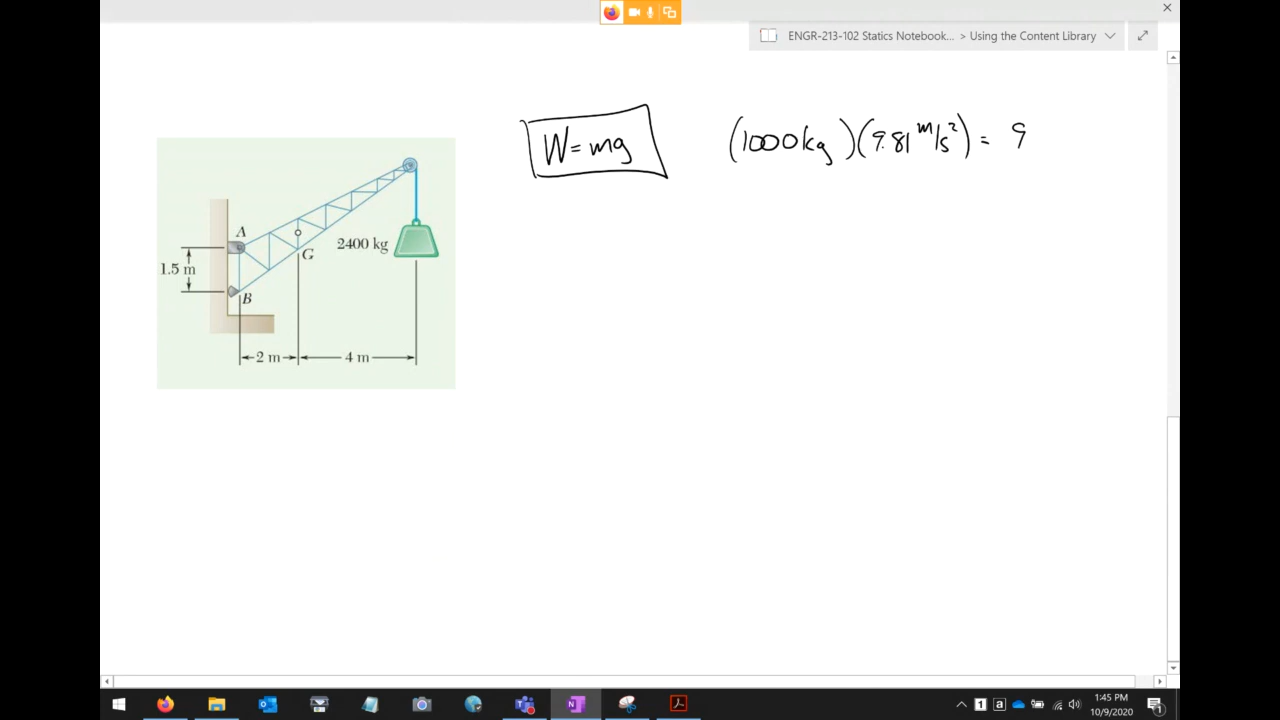 ENGR-213-102 Statics Notebook... > Using the Content Library
W=mg
(1000kg)(9.81 m/s²) = 9
A
2400 kg
G
1.5 m
B
2 m
4 m
1:45 PM
10/9/2020